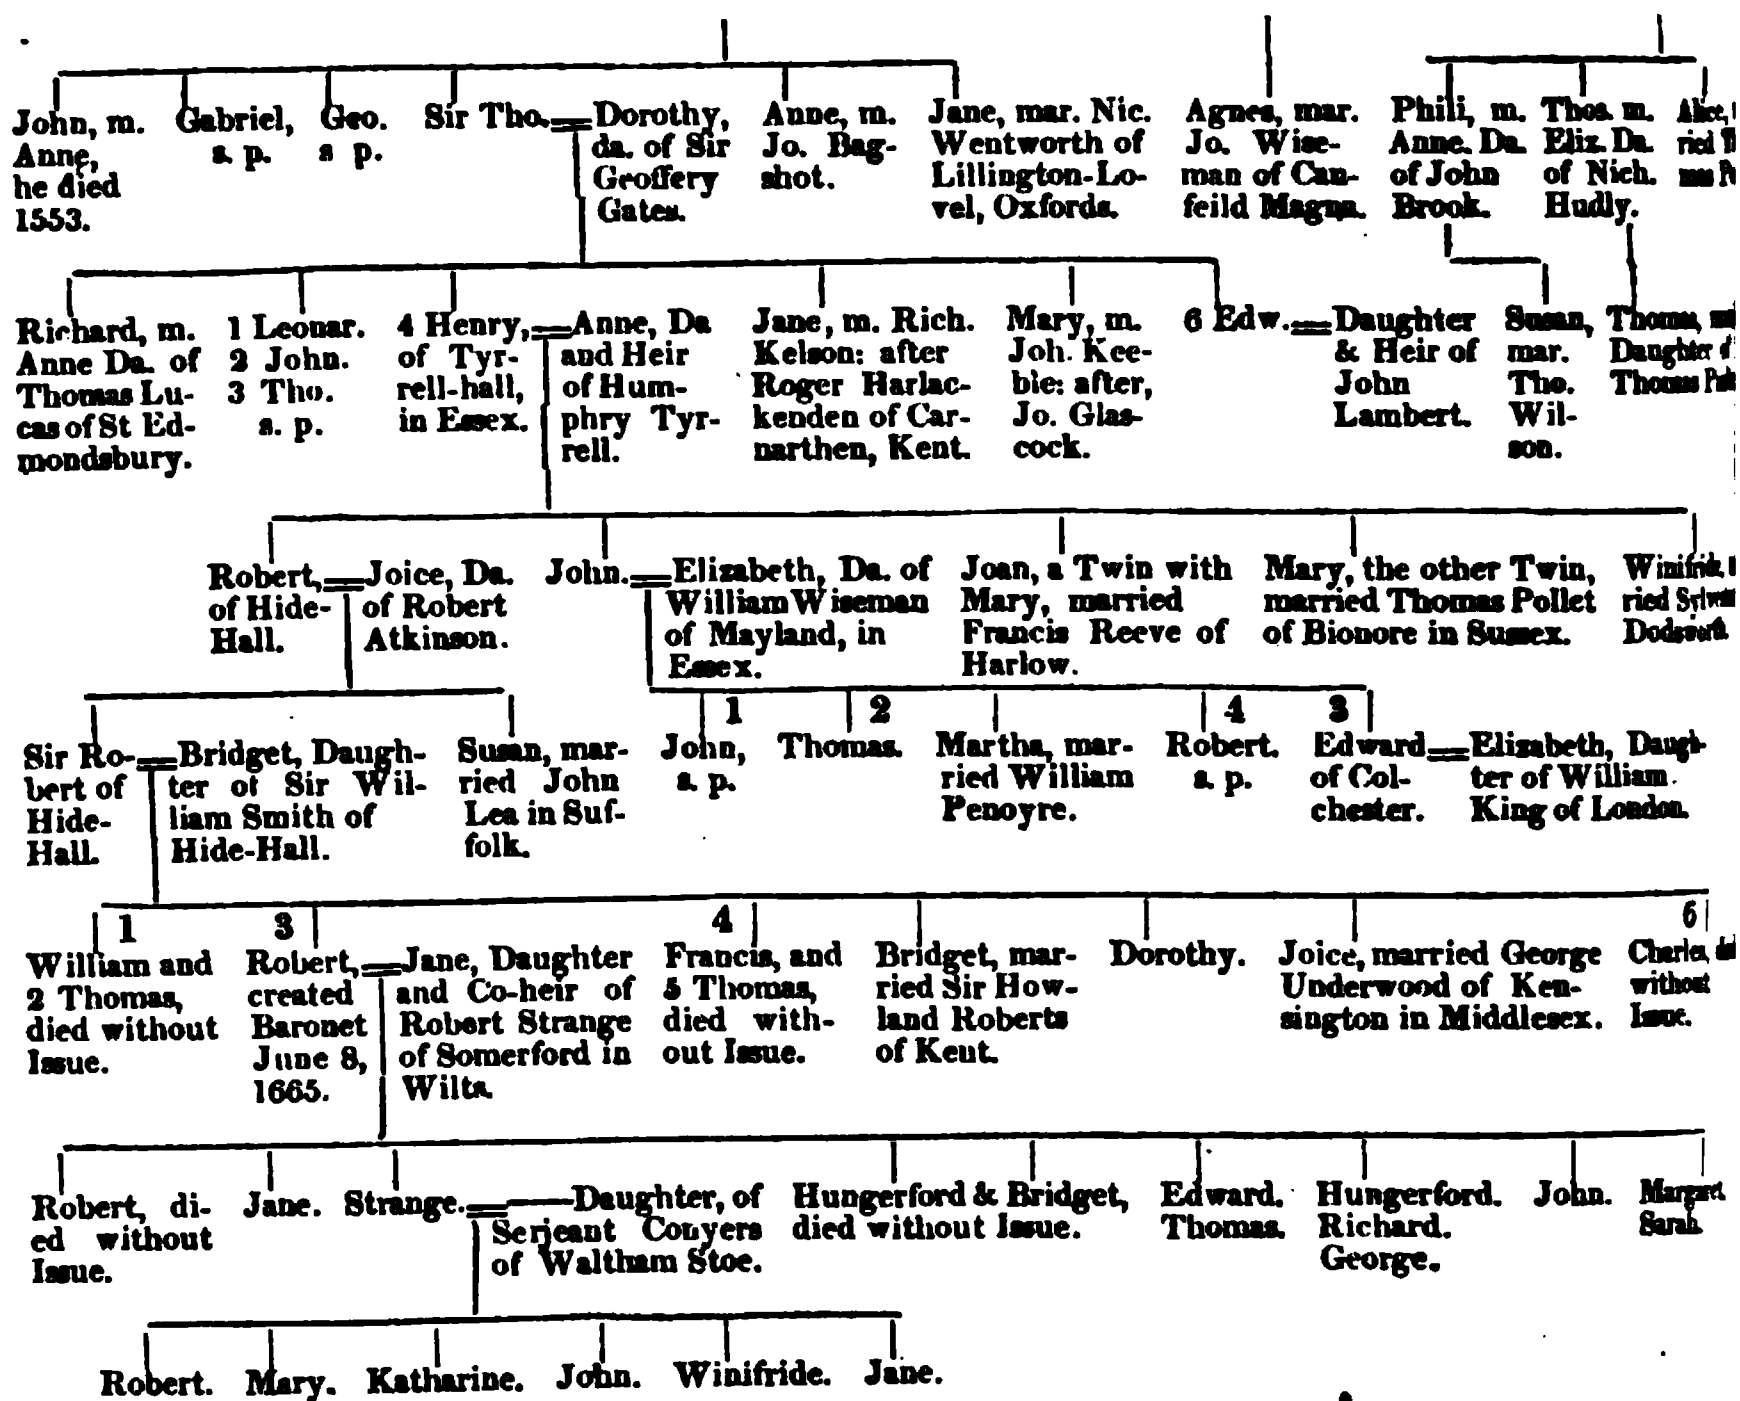 John, m.
Anne,
he died
1553.
Gabriel,
s. p.
Geo.
s p.
Sir Tho.
Dorothy,
da. of Sir
Geoffery
Gates.
Anne, m.
Jo. Bag-
shot.
Jane, mar. Nic.
Wentworth of
Lillington-Lo-
vel, Oxfords.
Agnes, mar.
Jo. Wise-
man of Can-
feild Magna.
Phili, m.
Anne. Da.
of John
Brook.
Thos. m.
Eliz. Da.
of Nich.
Hudly.
Alice,
ried
mas
Richard, m.
Anne Da. of
Thomas Lu-
cas of St Ed-
mondsbury.
1 Leonar.
2 John.
3 Tho.
s. p.
4 Henry,
of Tyr-
rell-hall,
in Essex.
Anne, Da
and Heir
of Hum-
phry Tyr-
rell.
Jane, m. Rich.
Kelson: after
Roger Harlac-
kenden of Car-
narthen, Kent.
Mary, m.
Joh. Kee-
ble: after,
Jo. Glas-
cock.
6 Edw.
Daughter
& Heir of
John
Lambert.
Susan,
mar.
Tho.
Wil-
son.
Thomas,
Daughter
Thomas
Robert,
of Hide-
Hall.
Joice, Da.
of Robert
Atkinson.
John.
Elizabeth, Da. of
William Wiseman
of Mayland, in
Essex.
Joan, a Twin with
Mary, married
Francis Reeve of
Harlow.
Mary, the other Twin,
married Thomas Pollet
of Bionore in Sussex.
Winifride,
ried
Dodsworth
Sir Ro-
bert of
Hide-
Hall.
Bridget, Daugh-
ter of Sir Wil-
liam Smith of
Hide-Hall.
Susan, mar-
ried John
Lea in Suf-
folk.
1
John,
s. p.
2
Thomas.
Martha, mar-
ried William
Penoyre.
4
Robert.
s. p.
3
Edward
of Col-
chester.
Elizabeth, Daugh-
ter of William
King of London.
1
William and
2 Thomas,
died without
Issue.
3
Robert,
created
Baronet
June 8,
1665.
Jane, Daughter
and Co-heir of
Robert Strange
of Somerford in
Wilts.
4
Francis, and
5 Thomas,
died with-
out Issue.
Bridget, mar-
ried Sir How-
land Roberts
of Kent.
Dorothy.
Joice, married George
Underwood of Ken-
sington in Middlesex.
6
Charles,
without
Issue.
Robert, di-
ed without
Issue.
Jane.
Strange.
Daughter, of
Serjeant Conyers
of Waltham Stoe.
Hungerford & Bridget,
died without Issue.
Edward.
Thomas.
Hungerford.
Richard.
George.
John.
Margaret
Sarah.
Robert.
Mary.
Katharine.
John.
Winifride.
Jane.